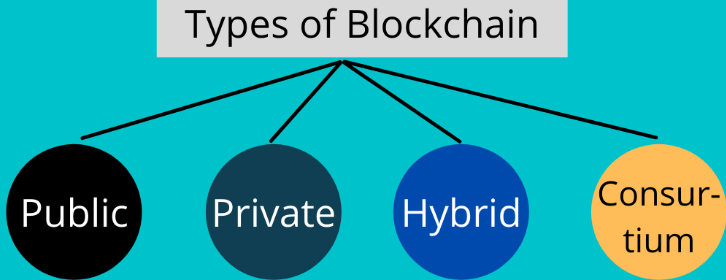 Types of Blockchain
Public
Private
Hybrid
Consur-
tium